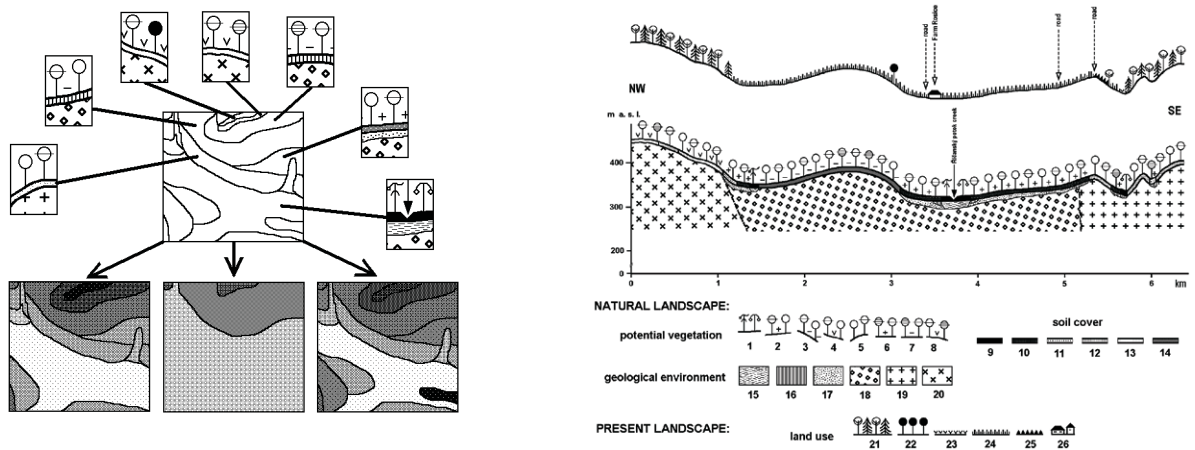 road
Farm Rosice
road
road
NW
SE
m a. s. l.
400
300
200
0
0 1 2 3 4 5 6 km
NATURAL LANDSCAPE:
potential vegetation
1 2 3 4 5 6 7 8
soil cover
9 10 11 12 13 14
geological environment
15 16 17 18 19 20
PRESENT LANDSCAPE:
land use
21 22 23 24 25 26